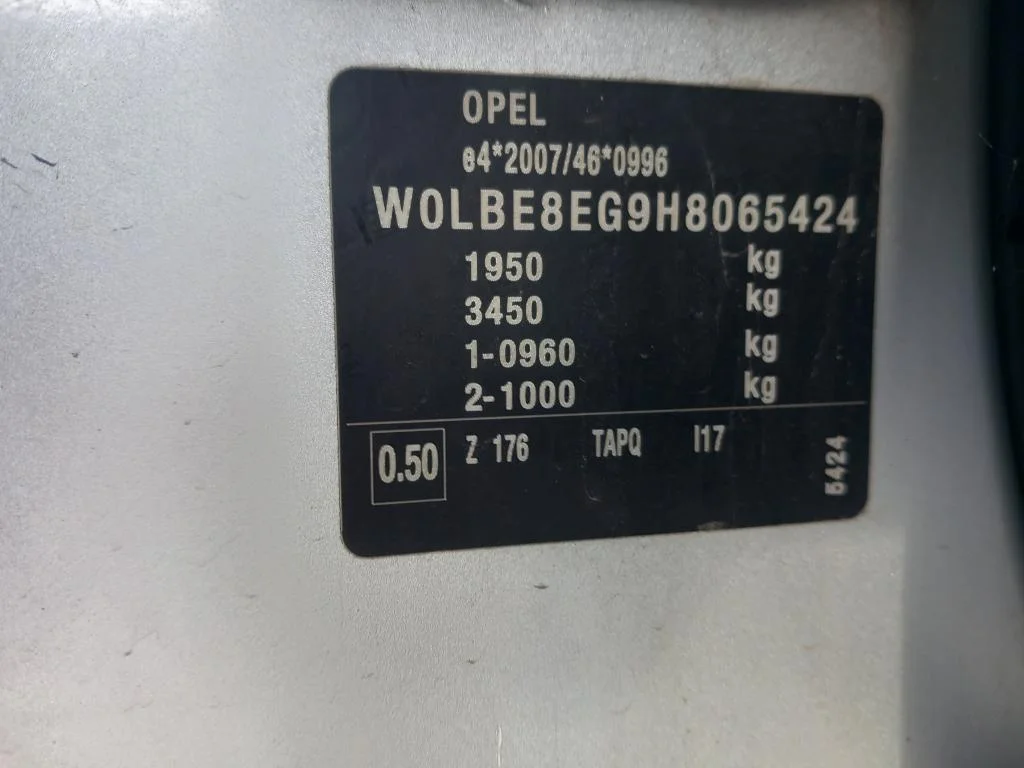 OPEL
e4*2007/46*0996
W0LBE8EG9H8065424
1950 kg
3450 kg
1-0960 kg
2-1000 kg
0.50 Z 176 TAPQ I17
5424